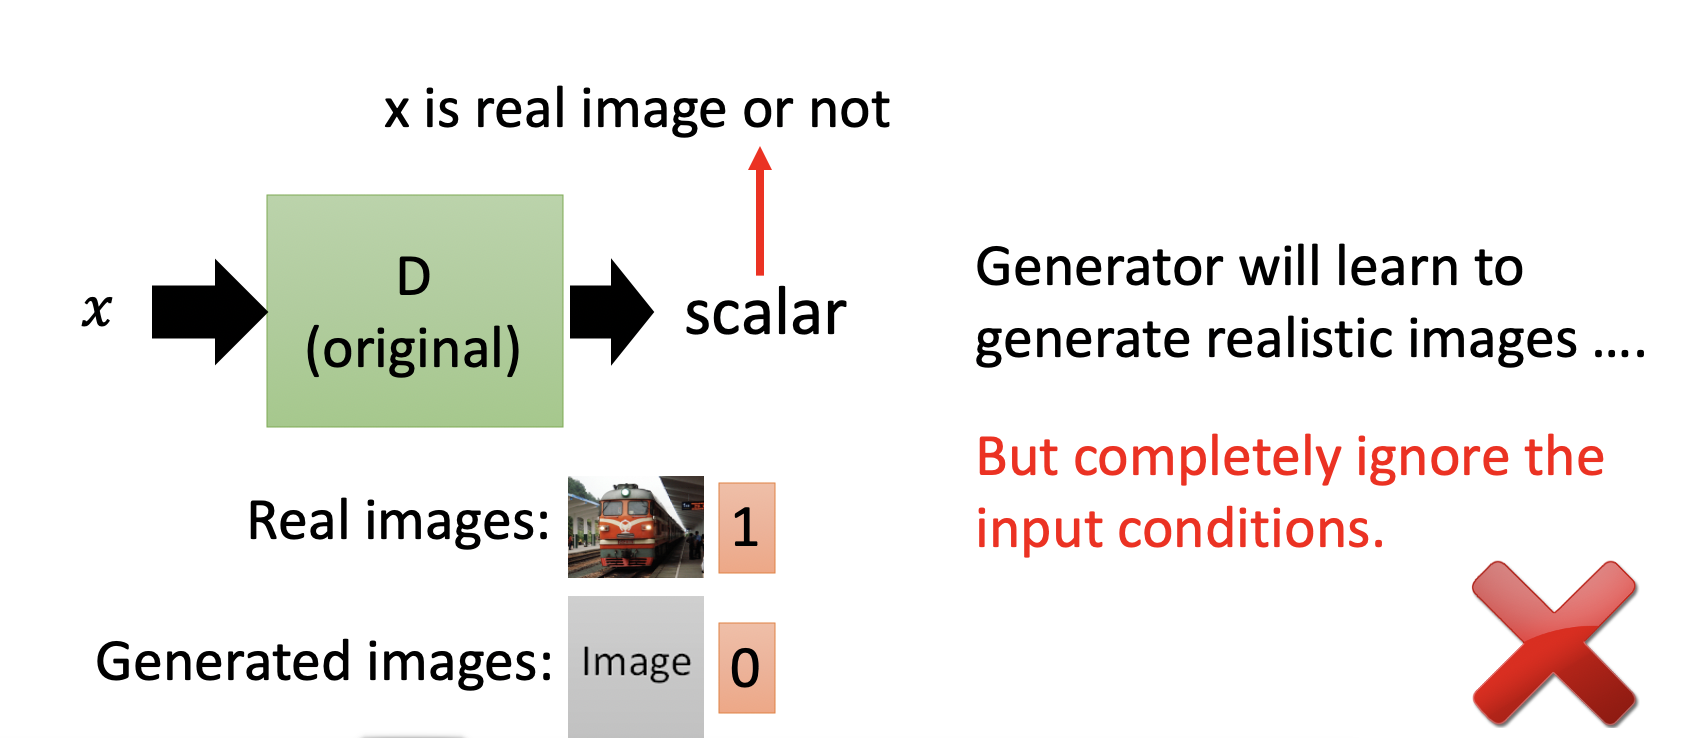 x is real image or not
D
(original)
x
scalar
Generator will learn to
generate realistic images ….
But completely ignore the
input conditions.
Real images:
1
Generated images:
Image
0